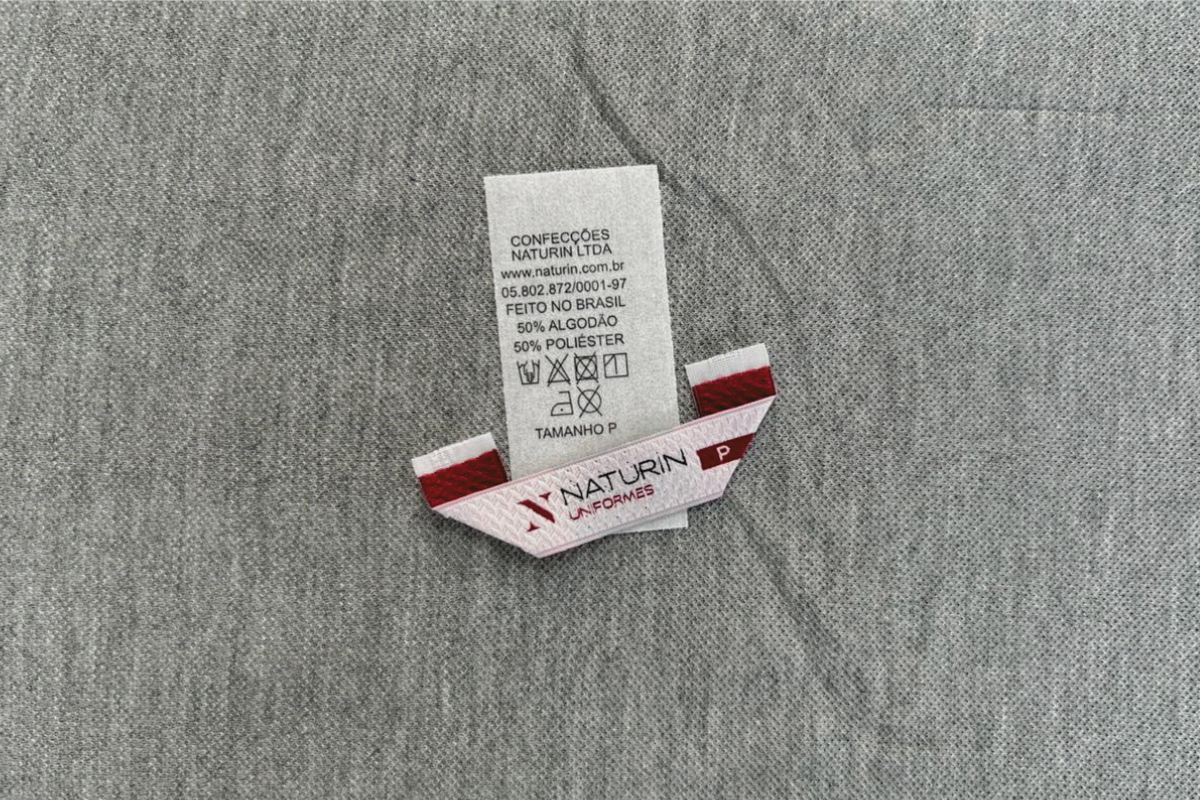 CONFECÇÕES
NATURIN LTDA
www.naturin.com.br
05.802.872/0001-97
FEITO NO BRASIL
50% ALGODÃO
50% POLIÉSTER
TAMANHO P
N NATURIN P
UNIFORMES